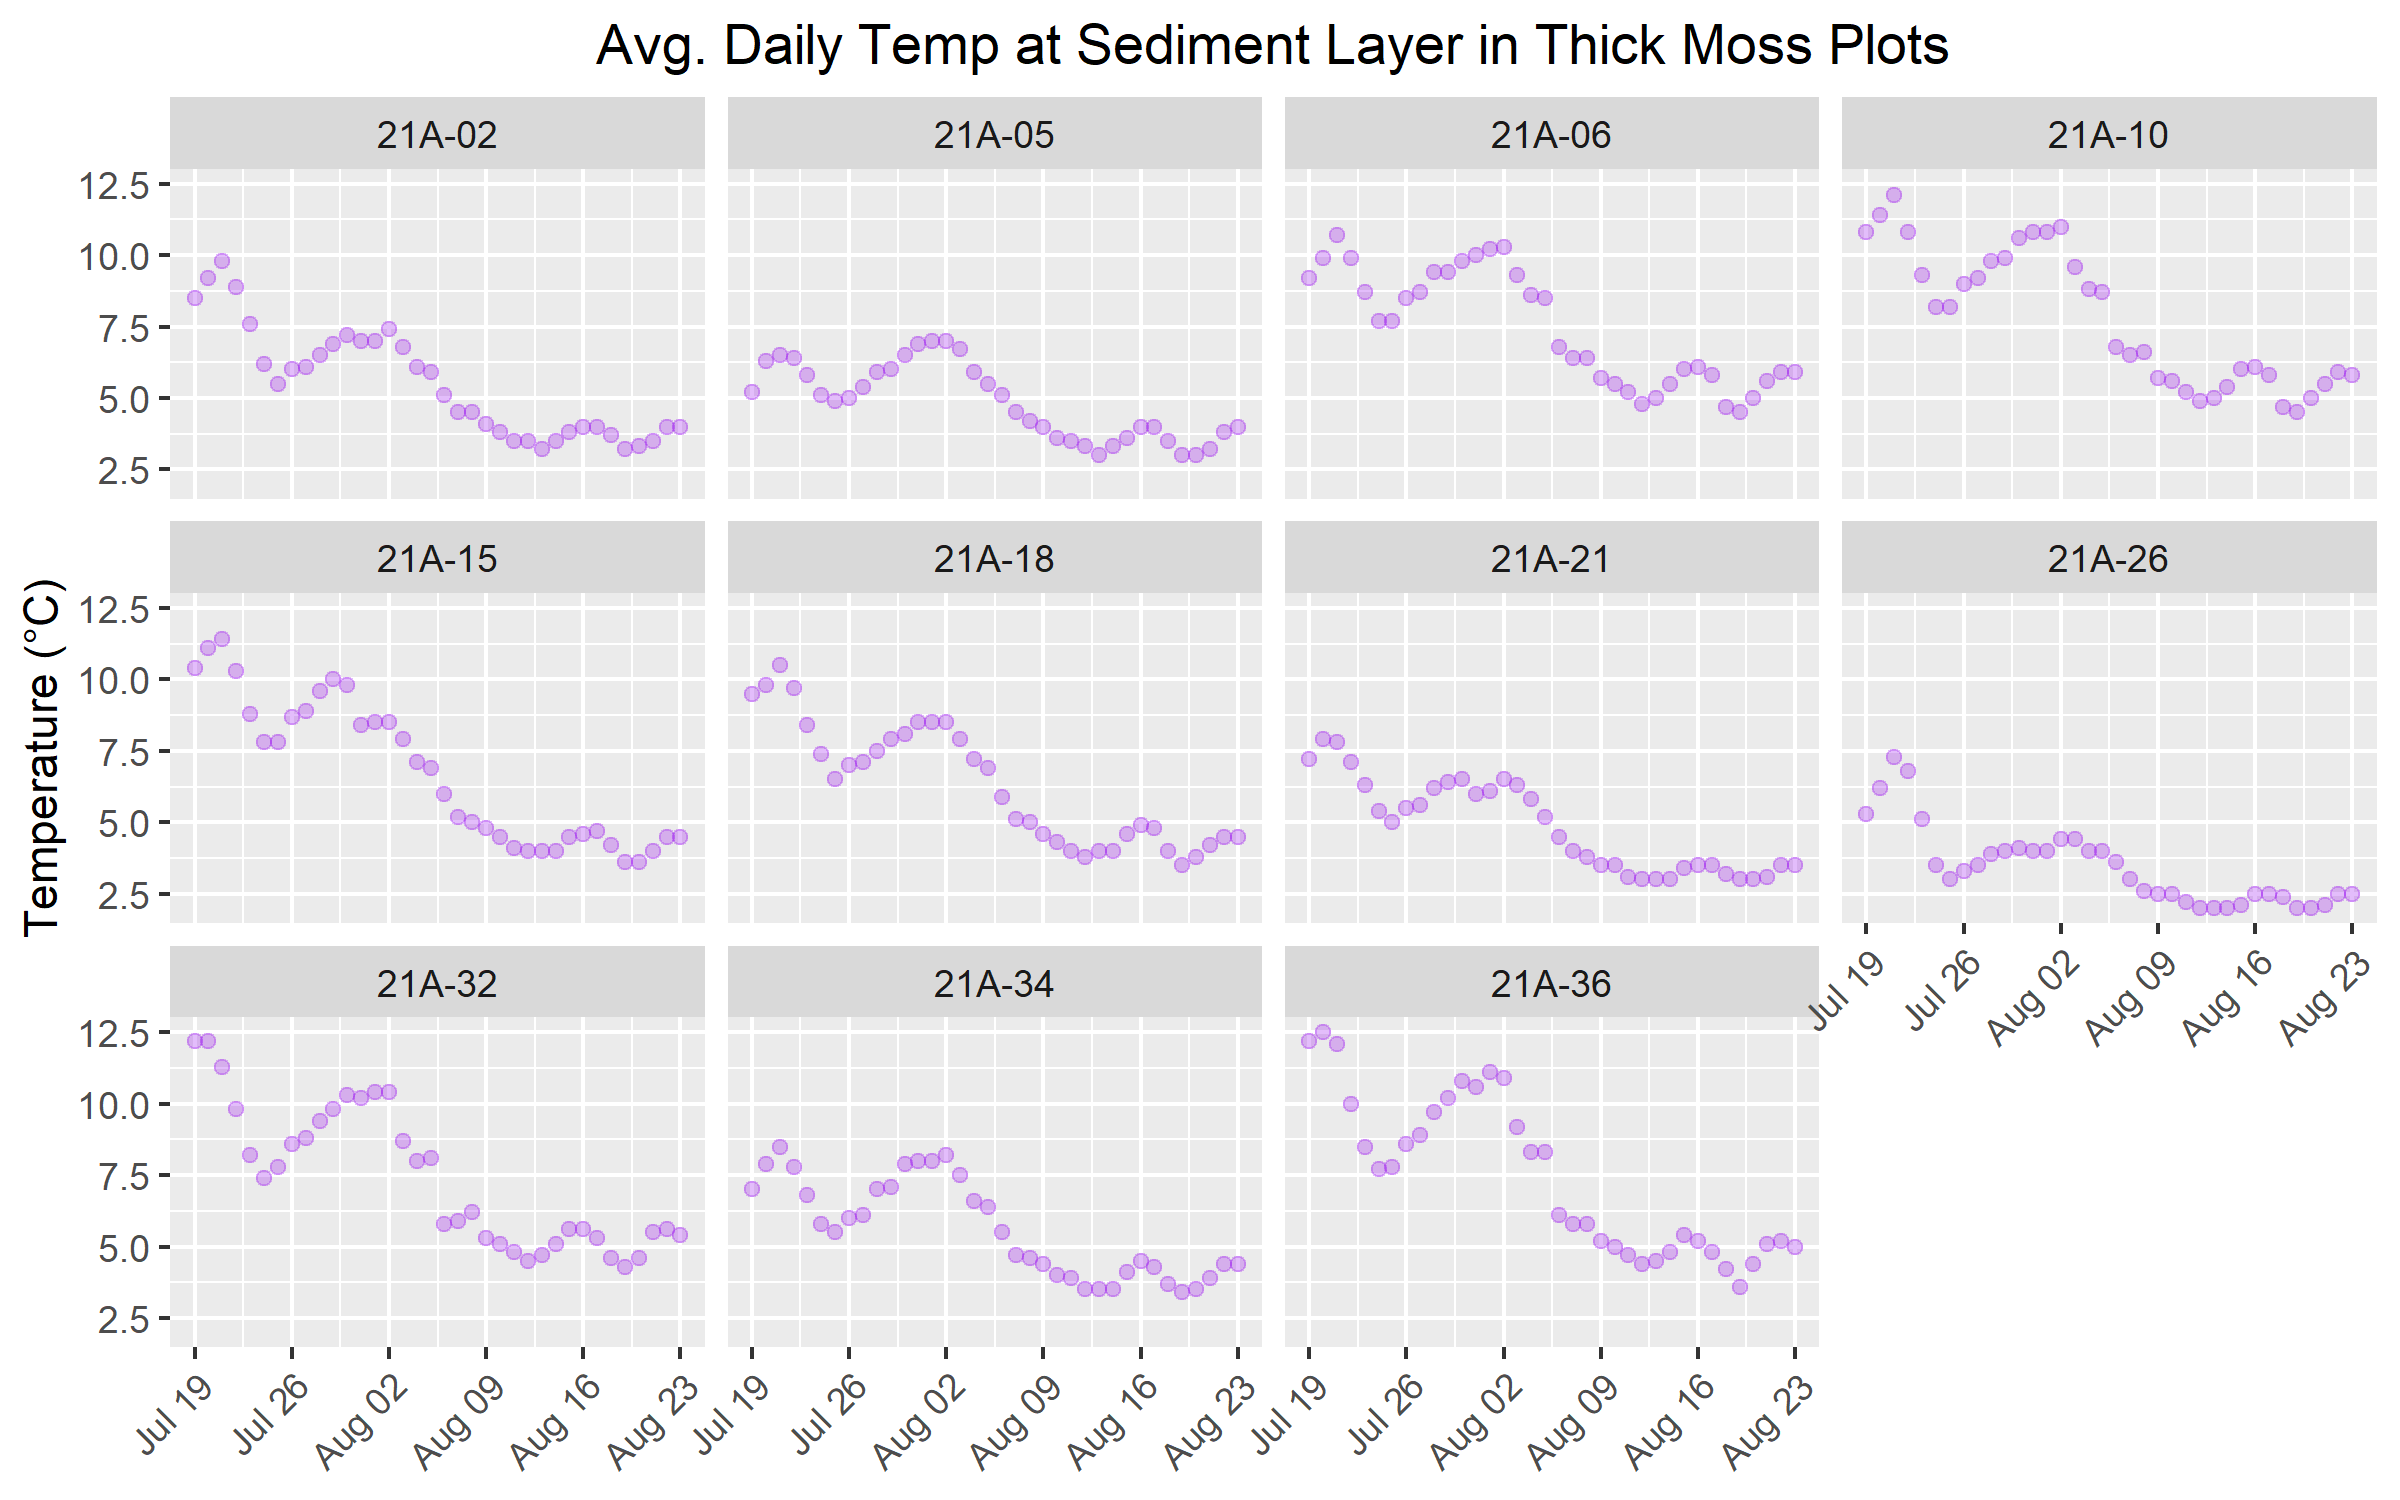 Avg. Daily Temp at Sediment Layer in Thick Moss Plots
21A-02
21A-05
21A-06
21A-10
12.5
10.0
7.5
5.0
2.5
21A-15
21A-18
21A-21
21A-26
12.5
10.0
7.5
5.0
2.5
Temperature (°C)
Jul 19
Jul 26
Aug 02
Aug 09
Aug 16
Aug 23
21A-32
21A-34
21A-36
12.5
10.0
7.5
5.0
2.5
Jul 19
Jul 26
Aug 02
Aug 09
Aug 16
Aug 23
Jul 19
Jul 26
Aug 02
Aug 09
Aug 16
Aug 23
Jul 19
Jul 26
Aug 02
Aug 09
Aug 16
Aug 23